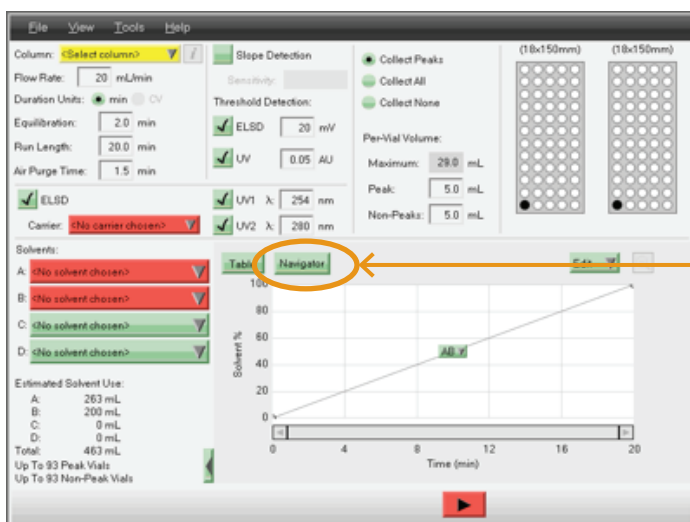 File View Tools Help
Column: <Select column> i
Flow Rate: 20 mL/min
Duration Units: min CV
Equilibration: 2.0 min
Run Length: 20.0 min
Air Purge Time: 1.5 min
ELSD
Carrier: <No carrier chosen>
Slope Detection
Sensitivity:
Threshold Detection:
ELSD 20 mV
UV 0.05 AU
UV1 λ: 254 nm
UV2 λ: 280 nm
Collect Peaks
Collect All
Collect None
Per-Vial Volume:
Maximum: 29.0 mL
Peak: 5.0 mL
Non-Peaks: 5.0 mL
(18x150mm) (18x150mm)
Solvents:
A: <No solvent chosen>
B: <No solvent chosen>
C: <No solvent chosen>
D: <No solvent chosen>
Estimated Solvent Use:
A: 263 mL
B: 200 mL
C: 0 mL
D: 0 mL
Total: 463 mL
Up To 93 Peak Vials
Up To 93 Non-Peak Vials
Table Navigator Edit
Solvent %
100
80
60
40
20
0
AB
0 4 8 12 16 20
Time (min)